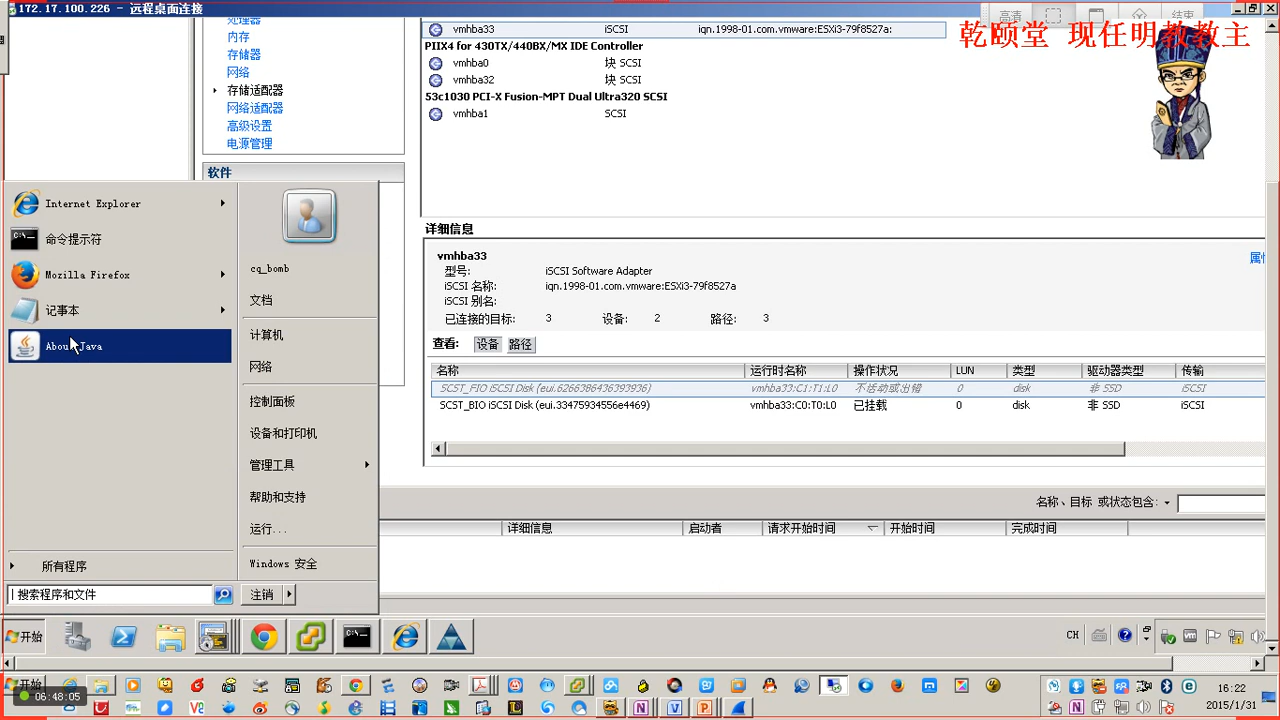 172.17.100.226 - 远程桌面连接
高清
结束
乾颐堂 现任明教教主
处理器
内存
存储器
网络
存储适配器
网络适配器
高级设置
电源管理
软件
vmhba33 iSCSI iqn.1998-01.com.vmware:ESXi3-79f8527a:
PIIX4 for 430TX/440BX/MX IDE Controller
vmhba0 块 SCSI
vmhba32 块 SCSI
53c1030 PCI-X Fusion-MPT Dual Ultra320 SCSI
vmhba1 SCSI
详细信息
vmhba33
型号: iSCSI Software Adapter
iSCSI 名称: iqn.1998-01.com.vmware:ESXi3-79f8527a
iSCSI 别名:
已连接的目标: 3 设备: 2 路径: 3
查看: 设备 路径
名称 运行时名称 操作状况 LUN 类型 驱动器类型 传输
SCST_FIO iSCSI Disk (eui.6266386436393936) vmhba33:C1:T1:L0 不活动或出错 0 disk 非 SSD iSCSI
SCST_BIO iSCSI Disk (eui.33475934556e4469) vmhba33:C0:T0:L0 已挂载 0 disk 非 SSD iSCSI
名称、目标 或状态包含:
详细信息 启动者 请求开始时间 开始时间 完成时间
Internet Explorer
命令提示符
Mozilla Firefox
记事本
About Java
所有程序
搜索程序和文件
cq_bomb
文档
计算机
网络
控制面板
设备和打印机
管理工具
帮助和支持
运行...
Windows 安全
注销
开始
CH
开始
06:48:05
16:22
2015/1/31